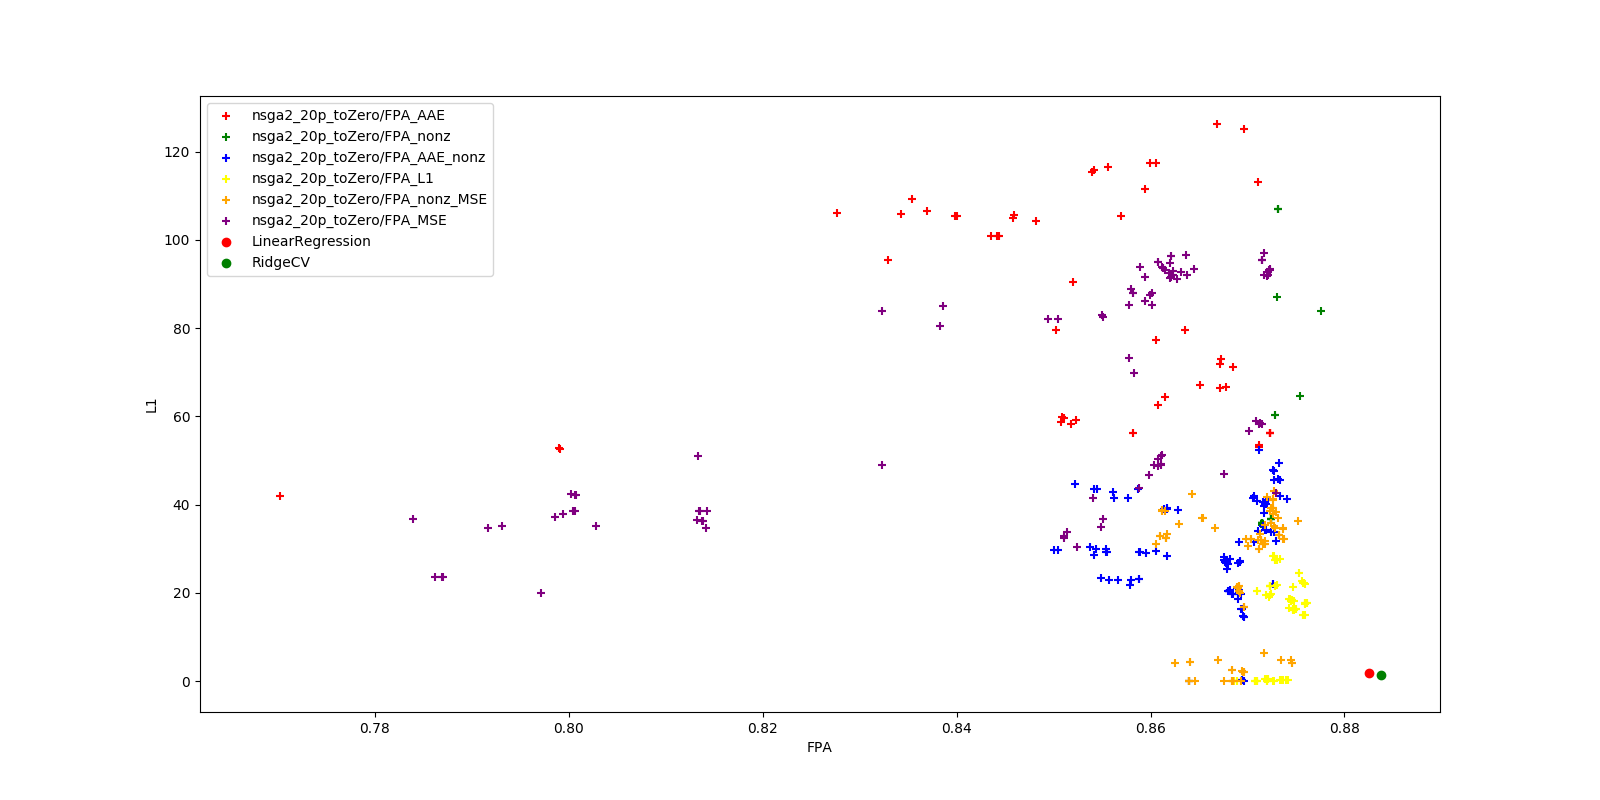 nsga2_20p_toZero/FPA_AAE
nsga2_20p_toZero/FPA_nonz
nsga2_20p_toZero/FPA_AAE_nonz
nsga2_20p_toZero/FPA_L1
nsga2_20p_toZero/FPA_nonz_MSE
nsga2_20p_toZero/FPA_MSE
LinearRegression
RidgeCV
120
100
80
60
40
20
0
L1
0.78 0.80 0.82 0.84 0.86 0.88
FPA